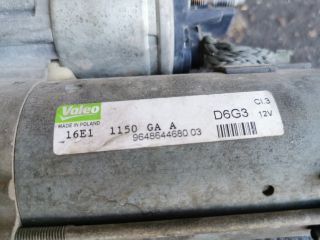 Valeo
MADE IN POLAND
16E1 1150 GA A
9648644680 03
D6G3
Cl.3
12V